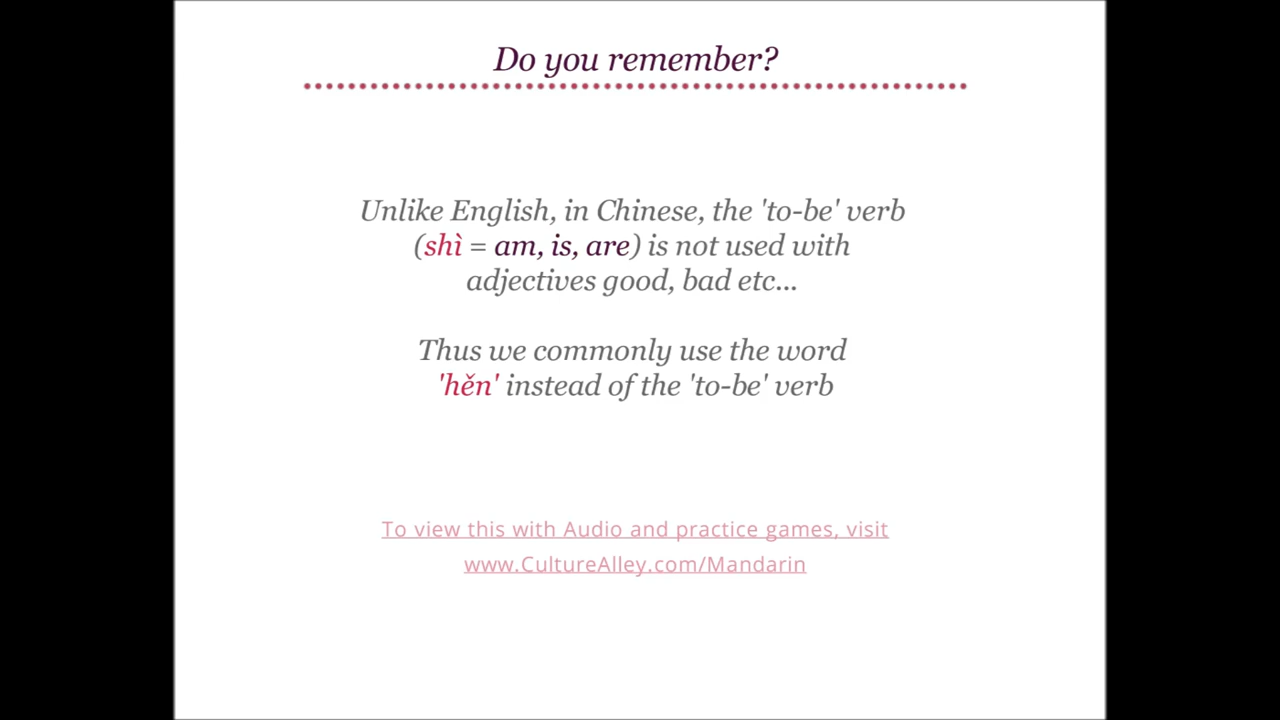 Do you remember?
Unlike English, in Chinese, the 'to-be' verb
(shì = am, is, are) is not used with
adjectives good, bad etc...
Thus we commonly use the word
'hěn' instead of the 'to-be' verb
To view this with Audio and practice games, visit
www.CultureAlley.com/Mandarin